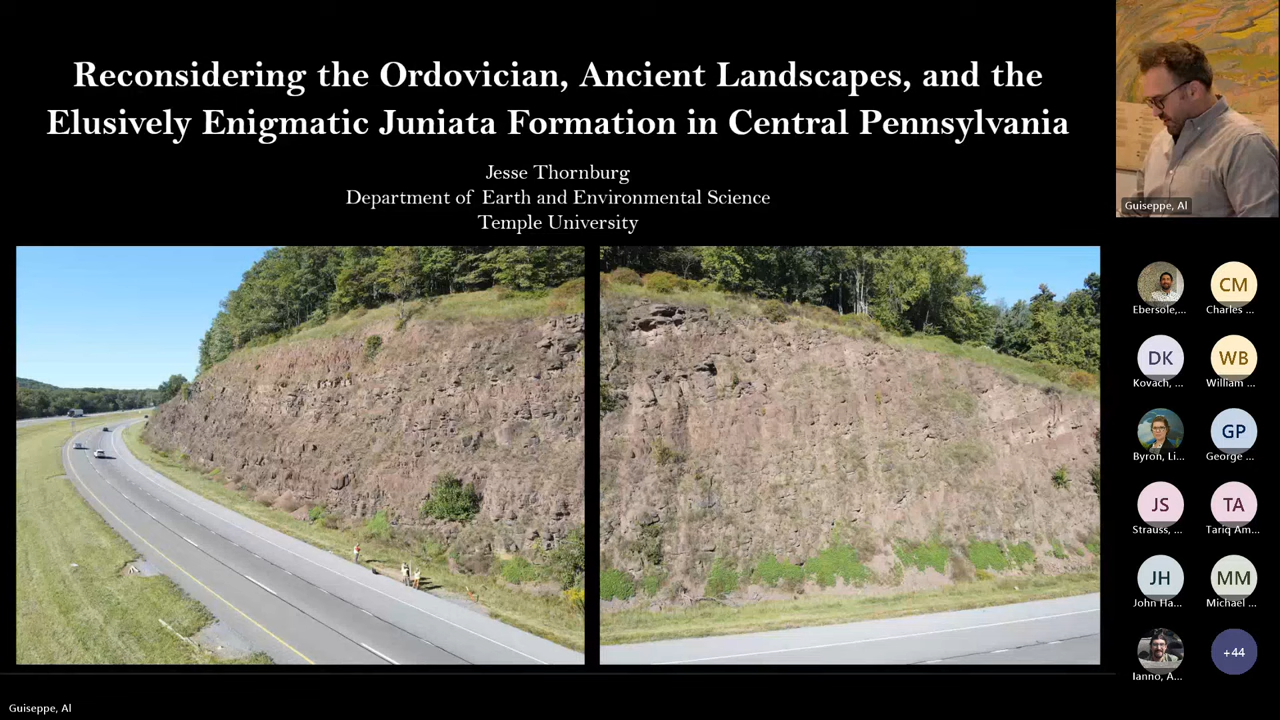 Reconsidering the Ordovician, Ancient Landscapes, and the
Elusively Enigmatic Juniata Formation in Central Pennsylvania
Jesse Thornburg
Department of Earth and Environmental Science
Temple University
Guiseppe, Al
Ebersole,...
CM
Charles ...
DK
Kovach, ...
WB
William ...
Byron, Li...
GP
George ...
JS
Strauss, ...
TA
Tariq Am...
JH
John Ha...
MM
Michael ...
Ianno, A...
+44
Guiseppe, Al